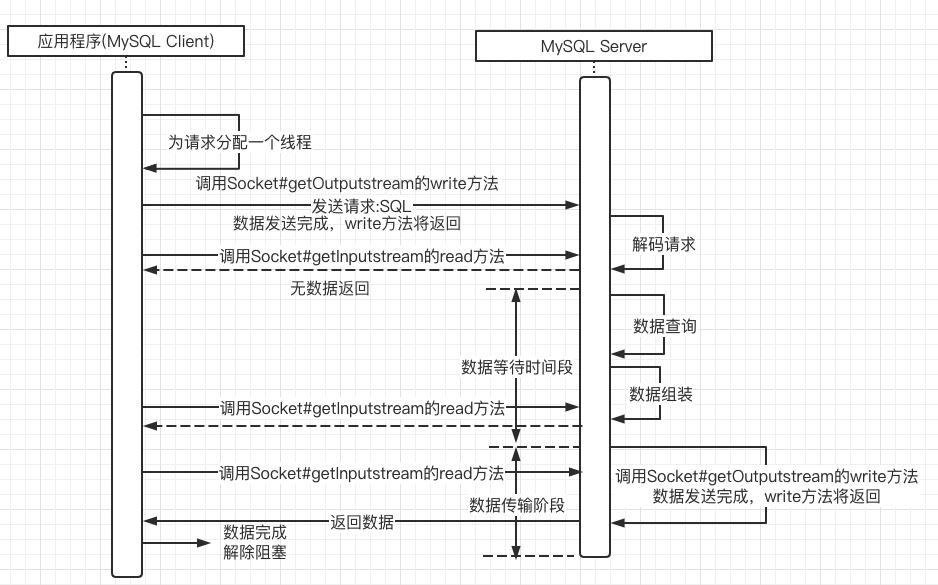 应用程序(MySQL Client)
MySQL Server
为请求分配一个线程
调用Socket#getOutputstream的write方法
发送请求:SQL
数据发送完成，write方法将返回
解码请求
调用Socket#getInputstream的read方法
无数据返回
数据查询
数据等待时间段
数据组装
调用Socket#getInputstream的read方法
调用Socket#getInputstream的read方法
调用Socket#getOutputstream的write方法
数据发送完成，write方法将返回
数据传输阶段
返回数据
数据完成
解除阻塞